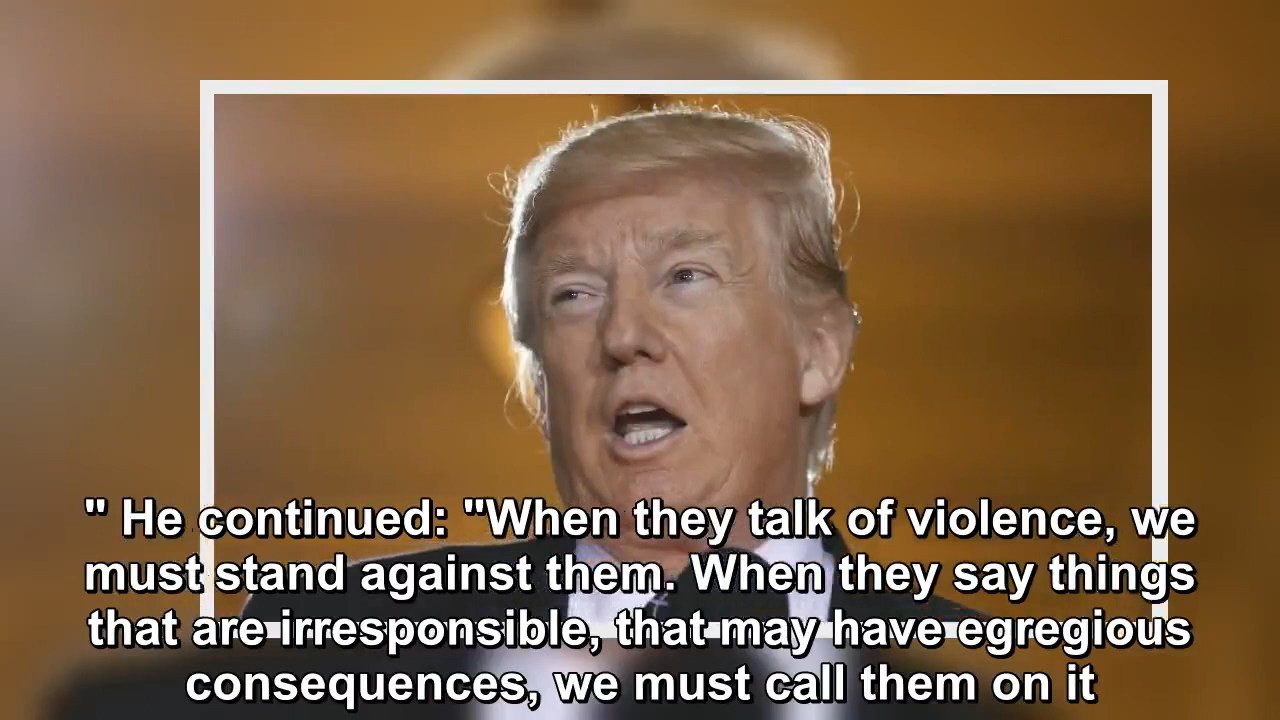 " He continued: "When they talk of violence, we
must stand against them. When they say things
that are irresponsible, that may have egregious
consequences, we must call them on it